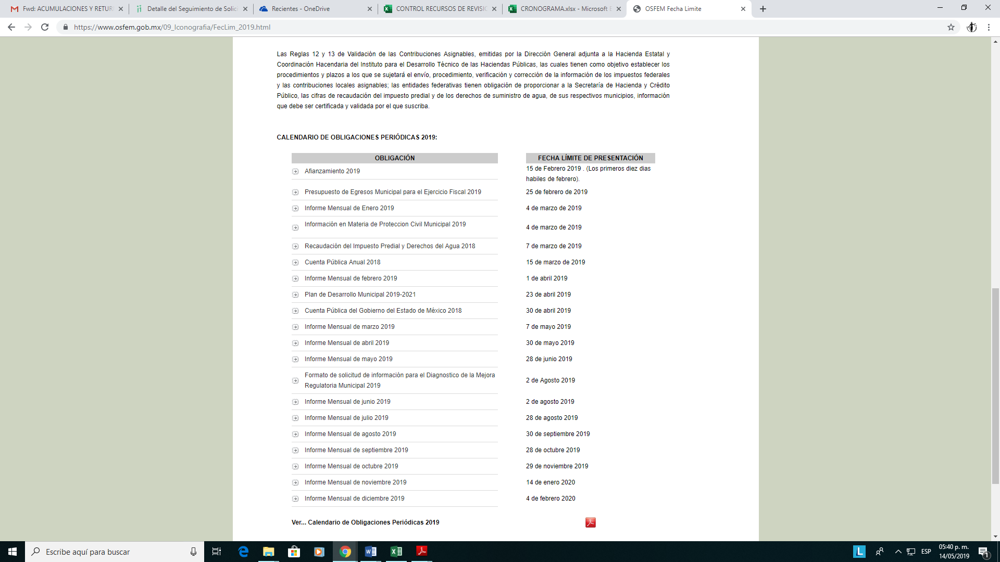 Fwd: ACUMULACIONES Y RETUR
Detalle del Seguimiento de Solici
Recientes - OneDrive
CONTROL RECURSOS DE REVISIO
CRONOGRAMA.xlsx - Microsoft E
OSFEM Fecha Limite
https://www.osfem.gob.mx/09_Iconografia/FecLim_2019.html
Las Reglas 12 y 13 de Validación de las Contribuciones Asignables, emitidas por la Dirección General adjunta a la Hacienda Estatal y
Coordinación Hacendaria del Instituto para el Desarrollo Técnico de las Haciendas Públicas, las cuales tienen como objetivo establecer los
procedimientos y plazos a los que se sujetará el envío, procedimiento, verificación y corrección de la información de los impuestos federales
y las contribuciones locales asignables; las entidades federativas tienen obligación de proporcionar a la Secretaría de Hacienda y Crédito
Público, las cifras de recaudación del impuesto predial y de los derechos de suministro de agua, de sus respectivos municipios, información
que debe ser certificada y validada por el que suscriba.
CALENDARIO DE OBLIGACIONES PERIÓDICAS 2019:
OBLIGACIÓN FECHA LÍMITE DE PRESENTACIÓN
Afianzamiento 2019 15 de Febrero 2019 . (Los primeros diez dias
habiles de febrero).
Presupuesto de Egresos Municipal para el Ejercicio Fiscal 2019 25 de febrero de 2019
Informe Mensual de Enero 2019 4 de marzo de 2019
Información en Materia de Proteccion Civil Municipal 2019 4 de marzo de 2019
Recaudación del Impuesto Predial y Derechos del Agua 2018 7 de marzo de 2019
Cuenta Pública Anual 2018 15 de marzo de 2019
Informe Mensual de febrero 2019 1 de abril 2019
Plan de Desarrollo Municipal 2019-2021 23 de abril 2019
Cuenta Pública del Gobierno del Estado de México 2018 30 de abril 2019
Informe Mensual de marzo 2019 7 de mayo 2019
Informe Mensual de abril 2019 30 de mayo 2019
Informe Mensual de mayo 2019 28 de junio 2019
Formato de solicitud de información para el Diagnostico de la Mejora
Regulatoria Municipal 2019 2 de Agosto 2019
Informe Mensual de junio 2019 2 de agosto 2019
Informe Mensual de julio 2019 28 de agosto 2019
Informe Mensual de agosto 2019 30 de septiembre 2019
Informe Mensual de septiembre 2019 28 de octubre 2019
Informe Mensual de octubre 2019 29 de noviembre 2019
Informe Mensual de noviembre 2019 14 de enero 2020
Informe Mensual de diciembre 2019 4 de febrero 2020
Ver... Calendario de Obligaciones Periódicas 2019
Escribe aquí para buscar
ESP
05:40 p. m.
14/05/2019
1